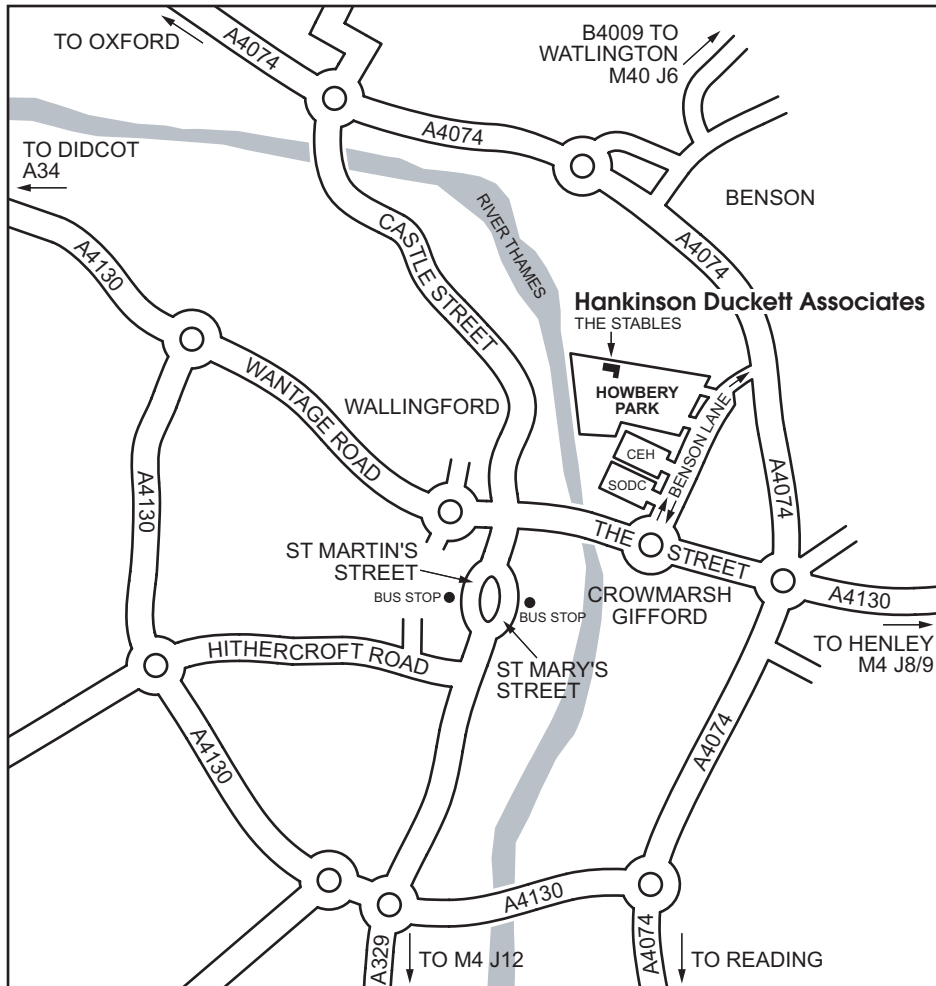 TO OXFORD
A4074
B4009 TO
WATLINGTON
M40 J6
A4074
TO DIDCOT
A34
BENSON
RIVER THAMES
A4074
A4130
CASTLE STREET
Hankinson Duckett Associates
THE STABLES
HOWBERY
PARK
WANTAGE ROAD
WALLINGFORD
BENSON LANE
CEH
SODC
A4130
A4074
THE STREET
ST MARTIN'S
STREET
BUS STOP
BUS STOP
CROWMARSH
GIFFORD
A4130
TO HENLEY
M4 J8/9
HITHERCROFT ROAD
ST MARY'S
STREET
A4074
A4130
A4130
A329
TO M4 J12
A4074
TO READING